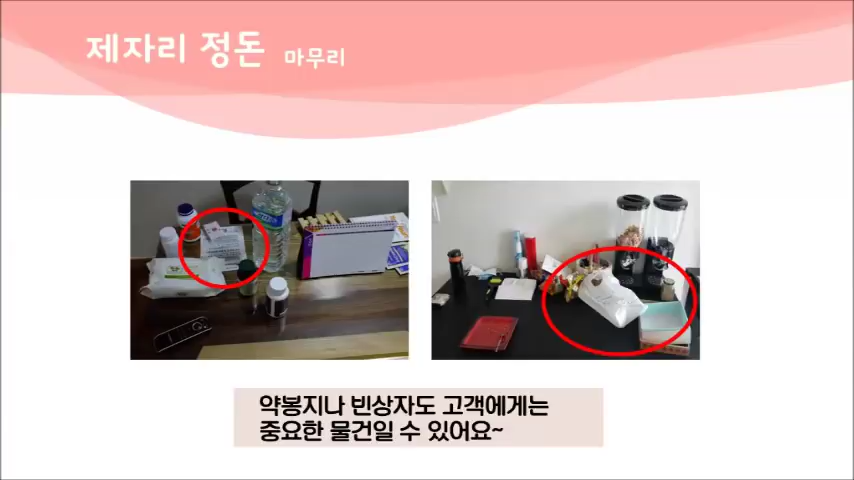 제자리 정돈 마무리
약봉지나 빈상자도 고객에게는
중요한 물건일 수 있어요~